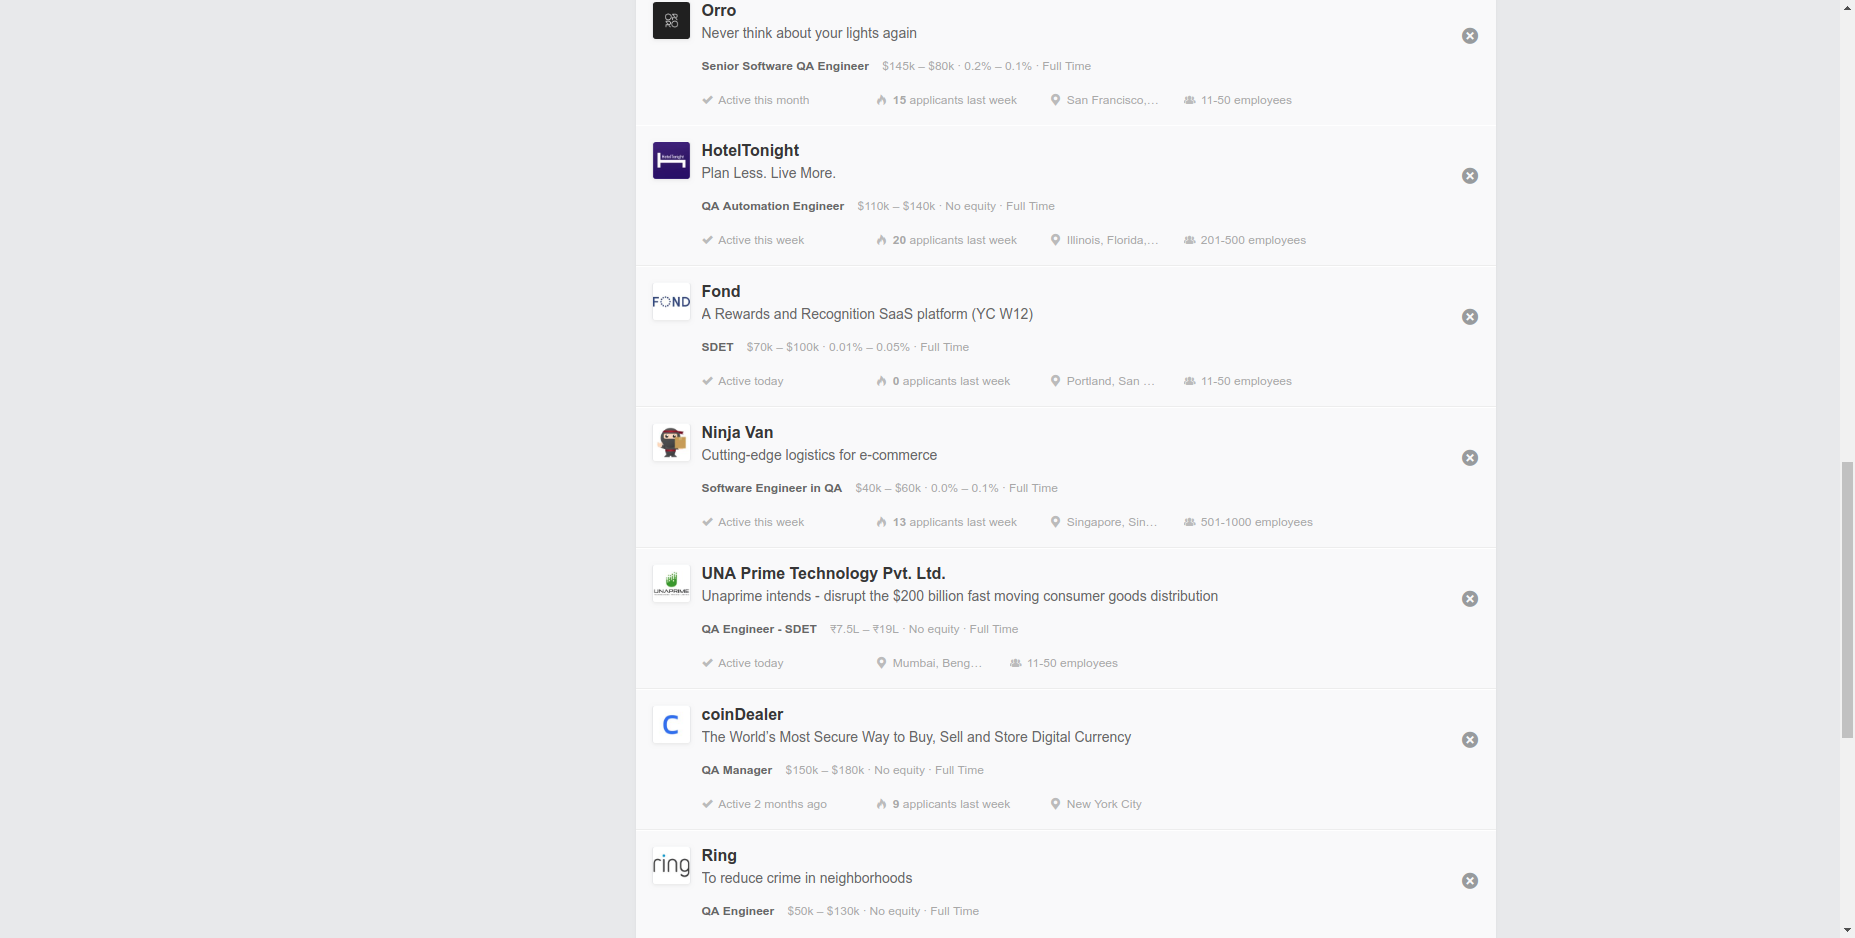 Orro
Never think about your lights again
Senior Software QA Engineer $145k – $80k · 0.2% – 0.1% · Full Time
Active this month 15 applicants last week San Francisco,... 11-50 employees
HotelTonight
HotelTonight
Plan Less. Live More.
QA Automation Engineer $110k – $140k · No equity · Full Time
Active this week 20 applicants last week Illinois, Florida,... 201-500 employees
FOND
Fond
A Rewards and Recognition SaaS platform (YC W12)
SDET $70k – $100k · 0.01% – 0.05% · Full Time
Active today 0 applicants last week Portland, San ... 11-50 employees
Ninja Van
Cutting-edge logistics for e-commerce
Software Engineer in QA $40k – $60k · 0.0% – 0.1% · Full Time
Active this week 13 applicants last week Singapore, Sin... 501-1000 employees
UNAPRIME
UNA Prime Technology Pvt. Ltd.
Unaprime intends - disrupt the $200 billion fast moving consumer goods distribution
QA Engineer - SDET ₹7.5L – ₹19L · No equity · Full Time
Active today Mumbai, Beng... 11-50 employees
C
coinDealer
The World's Most Secure Way to Buy, Sell and Store Digital Currency
QA Manager $150k – $180k · No equity · Full Time
Active 2 months ago 9 applicants last week New York City
ring
Ring
To reduce crime in neighborhoods
QA Engineer $50k – $130k · No equity · Full Time